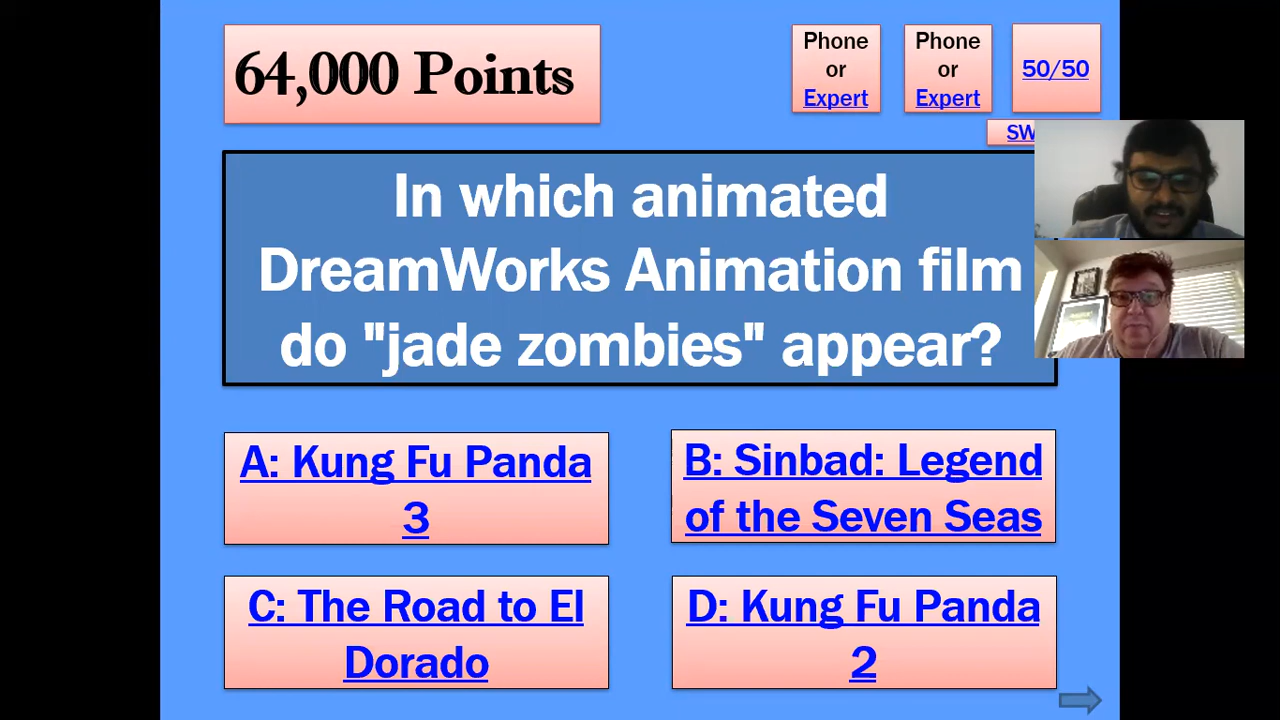 64,000 Points
Phone
or
Expert
Phone
or
Expert
50/50
In which animated
DreamWorks Animation film
do "jade zombies" appear?
A: Kung Fu Panda
3
B: Sinbad: Legend
of the Seven Seas
C: The Road to El
Dorado
D: Kung Fu Panda
2